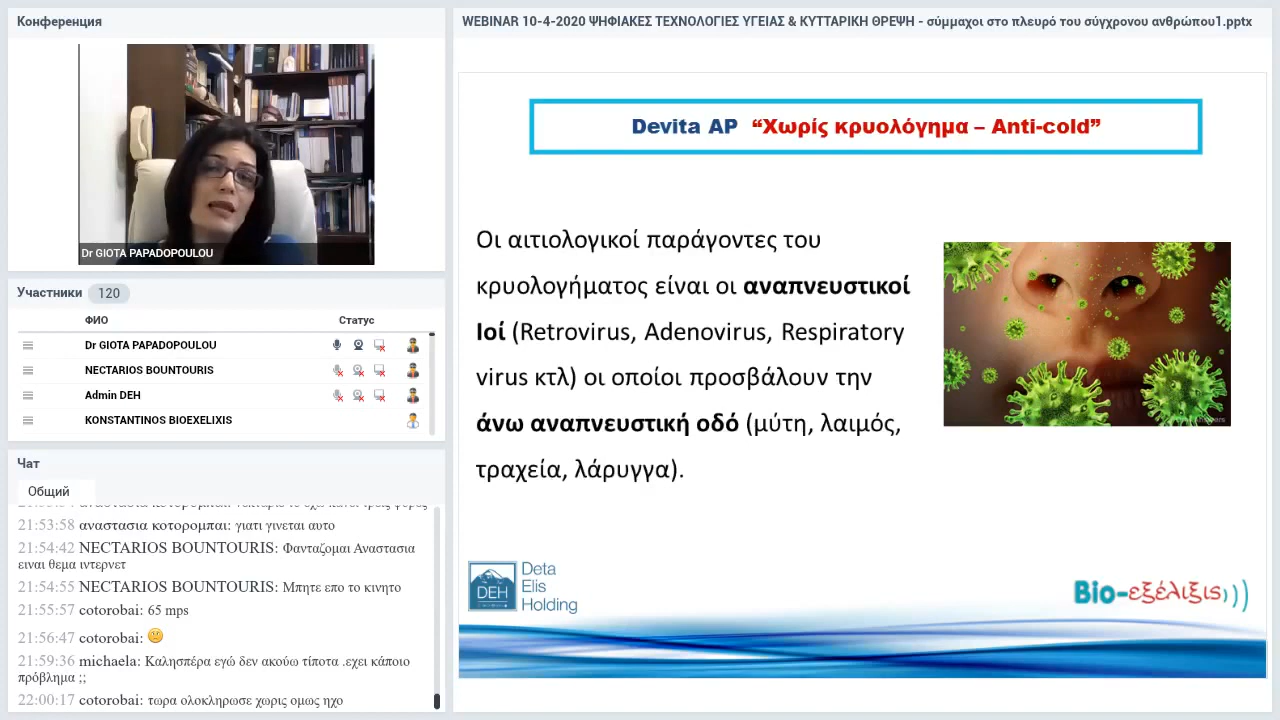 Конференция
Dr GIOTA PAPADOPOULOU
Участники 120
ФИО Статус
Dr GIOTA PAPADOPOULOU
NECTARIOS BOUNTOURIS
Admin DEH
KONSTANTINOS BIOEXELIXIS
Чат
Общий
21:53:58 αναστασια κοτορομπαι: γιατι γινεται αυτο
21:54:42 NECTARIOS BOUNTOURIS: Φανταζομαι Αναστασια
ειναι θεμα ιντερνετ
21:54:55 NECTARIOS BOUNTOURIS: Μπητε επο το κινητο
21:55:57 cotorobai: 65 mps
21:56:47 cotorobai:
21:59:36 michaela: Καλησπέρα εγώ δεν ακούω τίποτα .εχει κάποιο
πρόβλημα ;;
22:00:17 cotorobai: τωρα ολοκληρωσε χωρις ομως ηχο
WEBINAR 10-4-2020 ΨΗΦΙΑΚΕΣ ΤΕΧΝΟΛΟΓΙΕΣ ΥΓΕΙΑΣ & ΚΥΤΤΑΡΙΚΗ ΘΡΕΨΗ - σύμμαχοι στο πλευρό του σύγχρονου ανθρώπου1.pptx
Devita AP “Χωρίς κρυολόγημα – Anti-cold”
Οι αιτιολογικοί παράγοντες του
κρυολογήματος είναι οι αναπνευστικοί
Ιοί (Retrovirus, Adenovirus, Respiratory
virus κτλ) οι οποίοι προσβάλουν την
άνω αναπνευστική οδό (μύτη, λαιμός,
τραχεία, λάρυγγα).
DEH
Deta
Elis
Holding
Bio-εξέλιξις